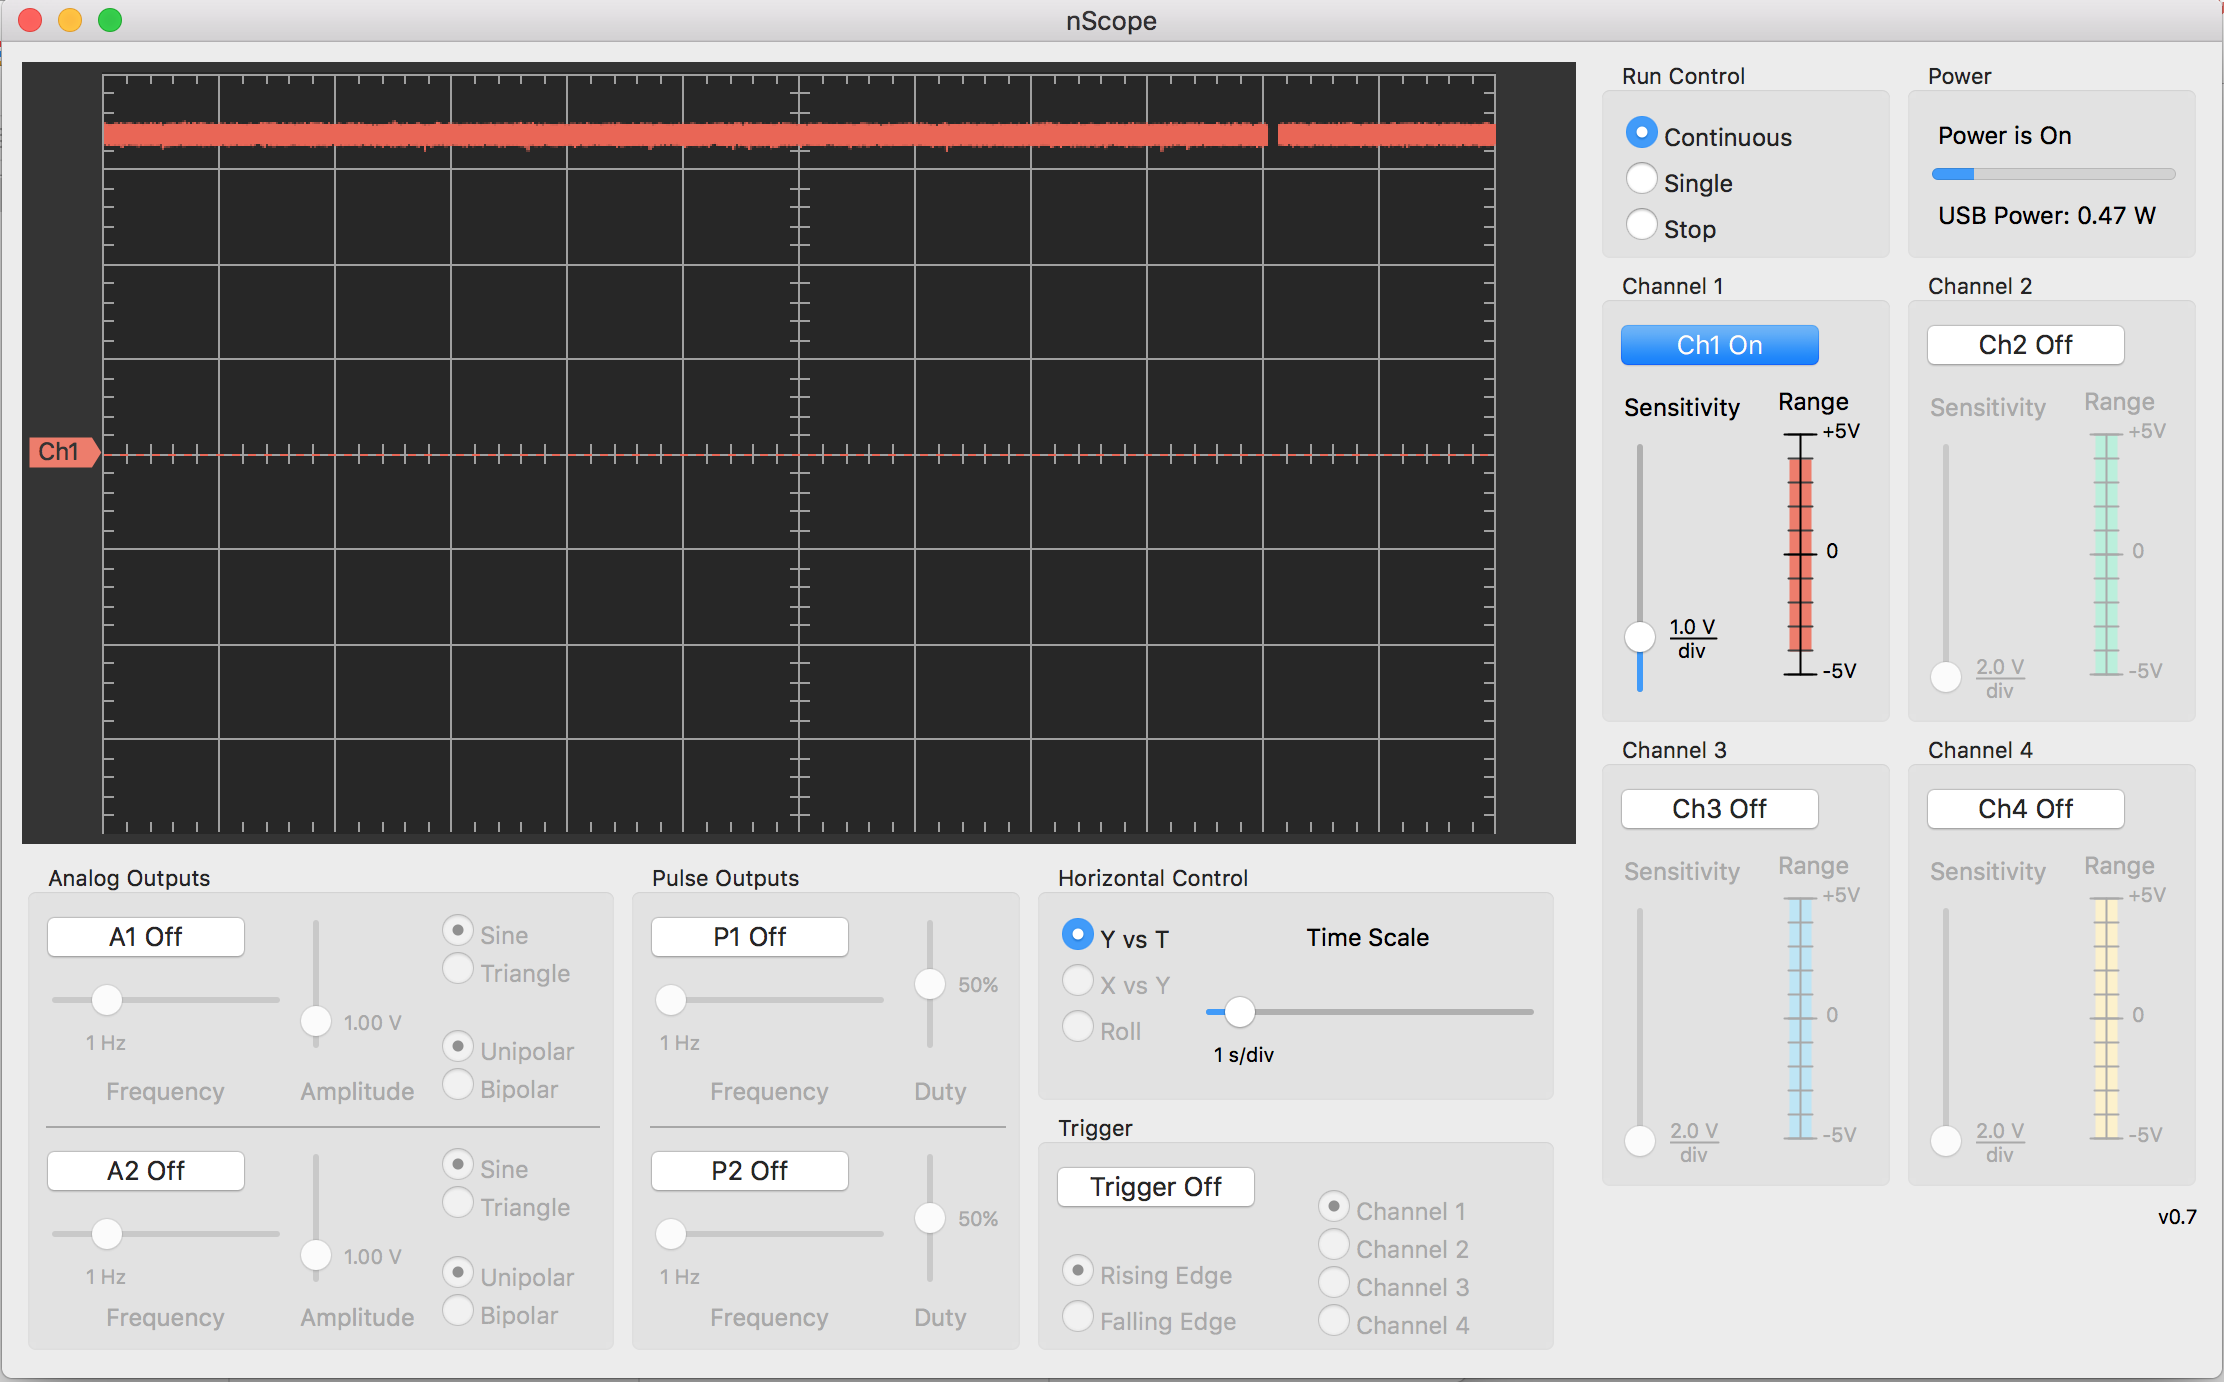 nScope
Ch1
Run Control
Continuous
Single
Stop
Power
Power is On
USB Power: 0.47 W
Channel 1
Ch1 On
Sensitivity
Range
+5V
0
-5V
1.0 V
div
Channel 2
Ch2 Off
Sensitivity
Range
+5V
0
-5V
2.0 V
div
Channel 3
Ch3 Off
Sensitivity
Range
+5V
0
-5V
2.0 V
div
Channel 4
Ch4 Off
Sensitivity
Range
+5V
0
-5V
2.0 V
div
v0.7
Analog Outputs
A1 Off
1 Hz
Frequency
1.00 V
Amplitude
Sine
Triangle
Unipolar
Bipolar
A2 Off
1 Hz
Frequency
1.00 V
Amplitude
Sine
Triangle
Unipolar
Bipolar
Pulse Outputs
P1 Off
1 Hz
Frequency
50%
Duty
P2 Off
1 Hz
Frequency
50%
Duty
Horizontal Control
Y vs T
X vs Y
Roll
Time Scale
1 s/div
Trigger
Trigger Off
Rising Edge
Falling Edge
Channel 1
Channel 2
Channel 3
Channel 4